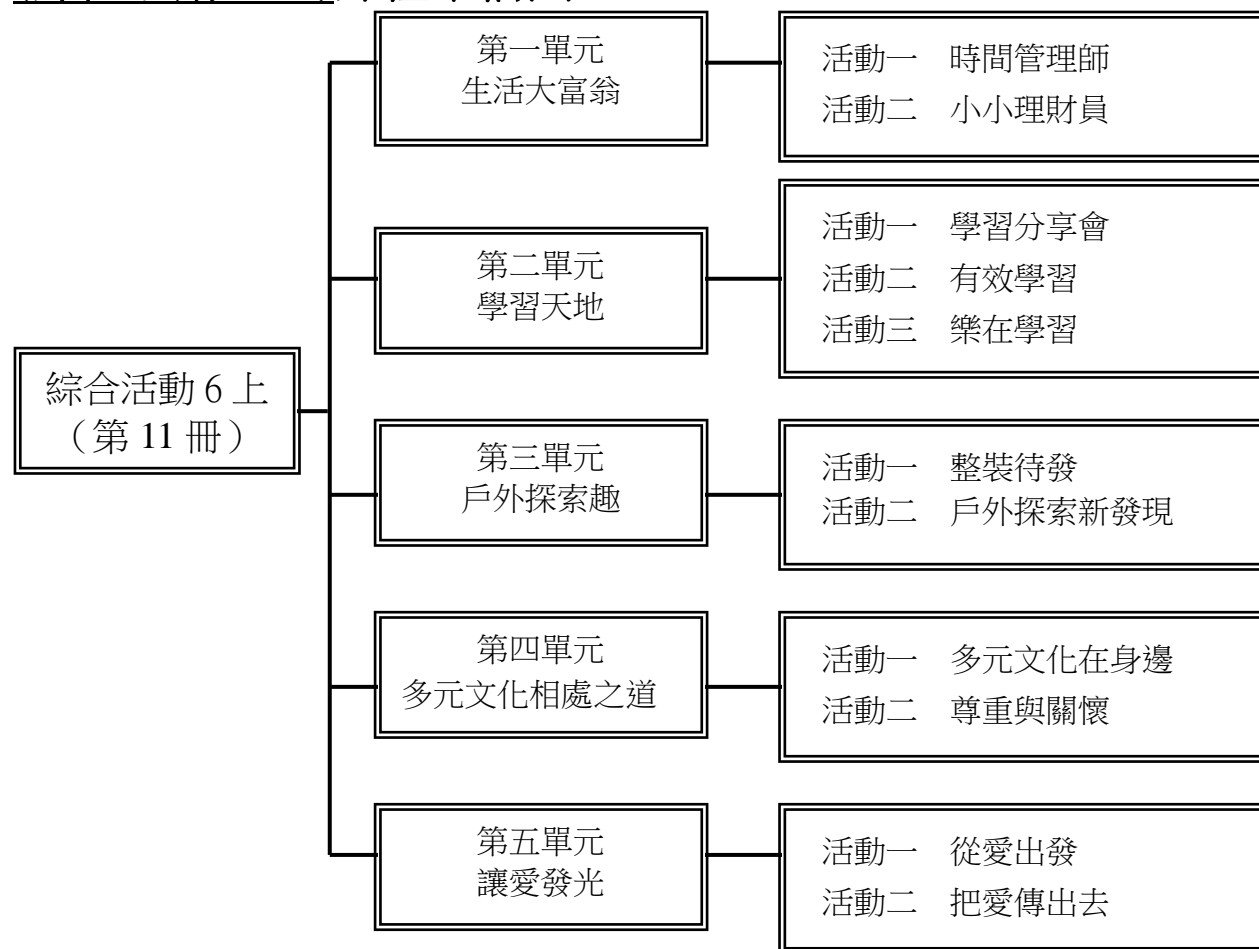 第一單元
生活大富翁
活動一 時間管理師
活動二 小小理財員
第二單元
學習天地
活動一 學習分享會
活動二 有效學習
活動三 樂在學習
綜合活動 6 上
（第 11 冊）
第三單元
戶外探索趣
活動一 整裝待發
活動二 戶外探索新發現
第四單元
多元文化相處之道
活動一 多元文化在身邊
活動二 尊重與關懷
第五單元
讓愛發光
活動一 從愛出發
活動二 把愛傳出去